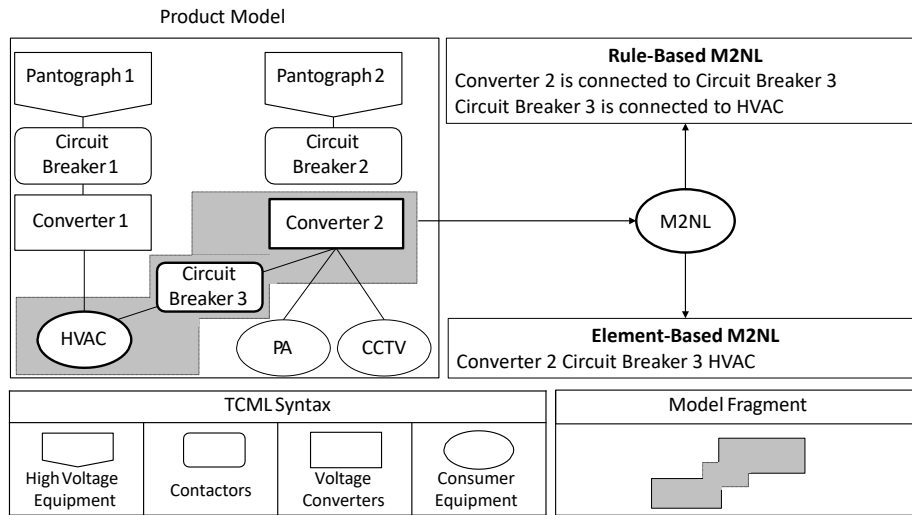 Product Model
Pantograph 1
Pantograph 2
Circuit
Breaker 1
Circuit
Breaker 2
Converter 1
Converter 2
Circuit
Breaker 3
HVAC
PA
CCTV
Rule-Based M2NL
Converter 2 is connected to Circuit Breaker 3
Circuit Breaker 3 is connected to HVAC
M2NL
Element-Based M2NL
Converter 2 Circuit Breaker 3 HVAC
TCML Syntax
High Voltage
Equipment
Contactors
Voltage
Converters
Consumer
Equipment
Model Fragment